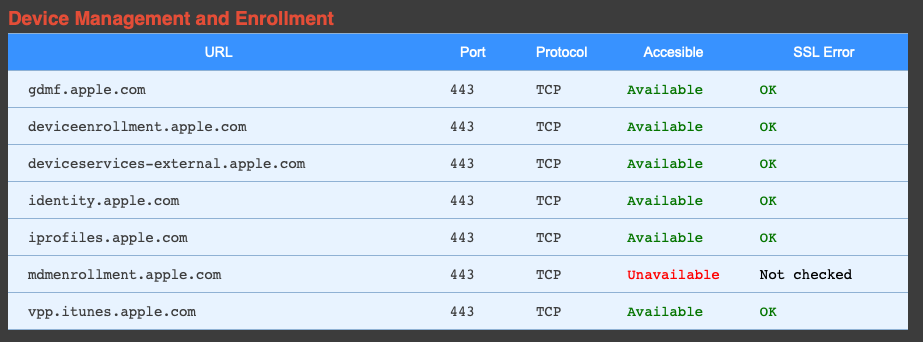 Device Management and Enrollment
URL Port Protocol Accesible SSL Error
gdmf.apple.com 443 TCP Available OK
deviceenrollment.apple.com 443 TCP Available OK
deviceservices-external.apple.com 443 TCP Available OK
identity.apple.com 443 TCP Available OK
iprofiles.apple.com 443 TCP Available OK
mdmenrollment.apple.com 443 TCP Unavailable Not checked
vpp.itunes.apple.com 443 TCP Available OK